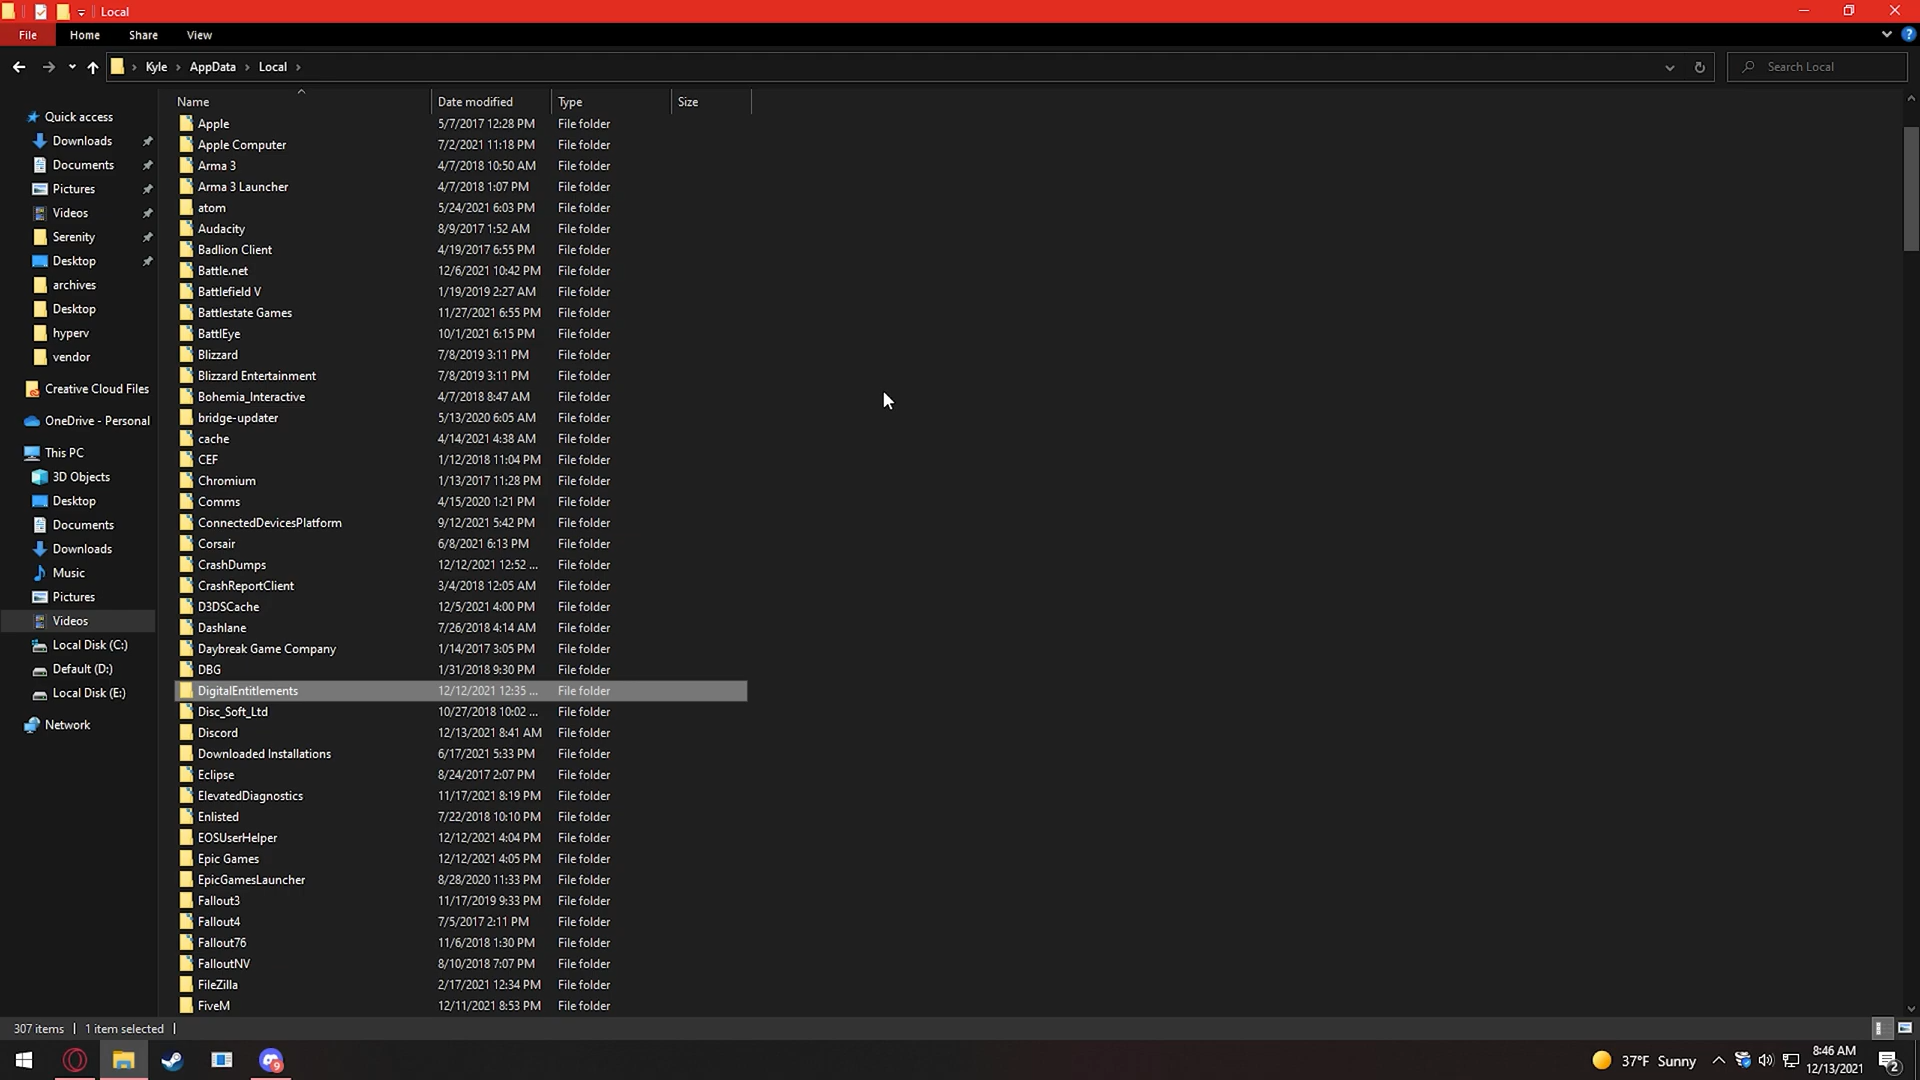 Local
File Home Share View
Kyle AppData Local
Search Local
Name Date modified Type Size
Quick access
Downloads
Documents
Pictures
Videos
Serenity
Desktop
archives
Desktop
hyperv
vendor
Creative Cloud Files
OneDrive - Personal
This PC
3D Objects
Desktop
Documents
Downloads
Music
Pictures
Videos
Local Disk (C:)
Default (D:)
Local Disk (E:)
Network
Apple 5/7/2017 12:28 PM File folder
Apple Computer 7/2/2021 11:18 PM File folder
Arma 3 4/7/2018 10:50 AM File folder
Arma 3 Launcher 4/7/2018 1:07 PM File folder
atom 5/24/2021 6:03 PM File folder
Audacity 8/9/2017 1:52 AM File folder
Badlion Client 4/19/2017 6:55 PM File folder
Battle.net 12/6/2021 10:42 PM File folder
Battlefield V 1/19/2019 2:27 AM File folder
Battlestate Games 11/27/2021 6:55 PM File folder
BattlEye 10/1/2021 6:15 PM File folder
Blizzard 7/8/2019 3:11 PM File folder
Blizzard Entertainment 7/8/2019 3:11 PM File folder
Bohemia_Interactive 4/7/2018 8:47 AM File folder
bridge-updater 5/13/2020 6:05 AM File folder
cache 4/14/2021 4:38 AM File folder
CEF 1/12/2018 11:04 PM File folder
Chromium 1/13/2017 11:28 PM File folder
Comms 4/15/2020 1:21 PM File folder
ConnectedDevicesPlatform 9/12/2021 5:42 PM File folder
Corsair 6/8/2021 6:13 PM File folder
CrashDumps 12/12/2021 12:52 ... File folder
CrashReportClient 3/4/2018 12:05 AM File folder
D3DSCache 12/5/2021 4:00 PM File folder
Dashlane 7/26/2018 4:14 AM File folder
Daybreak Game Company 1/14/2017 3:05 PM File folder
DBG 1/31/2018 9:30 PM File folder
DigitalEntitlements 12/12/2021 12:35 ... File folder
Disc_Soft_Ltd 10/27/2018 10:02 ... File folder
Discord 12/13/2021 8:41 AM File folder
Downloaded Installations 6/17/2021 5:33 PM File folder
Eclipse 8/24/2017 2:07 PM File folder
ElevatedDiagnostics 11/17/2021 8:19 PM File folder
Enlisted 7/22/2018 10:10 PM File folder
EOSUserHelper 12/12/2021 4:04 PM File folder
Epic Games 12/12/2021 4:05 PM File folder
EpicGamesLauncher 8/28/2020 11:33 PM File folder
Fallout3 11/17/2019 9:33 PM File folder
Fallout4 7/5/2017 2:11 PM File folder
Fallout76 11/6/2018 1:30 PM File folder
FalloutNV 8/10/2018 7:07 PM File folder
FileZilla 2/17/2021 12:34 PM File folder
FiveM 12/11/2021 8:53 PM File folder
307 items 1 item selected
9
37°F Sunny
8:46 AM
12/13/2021
2